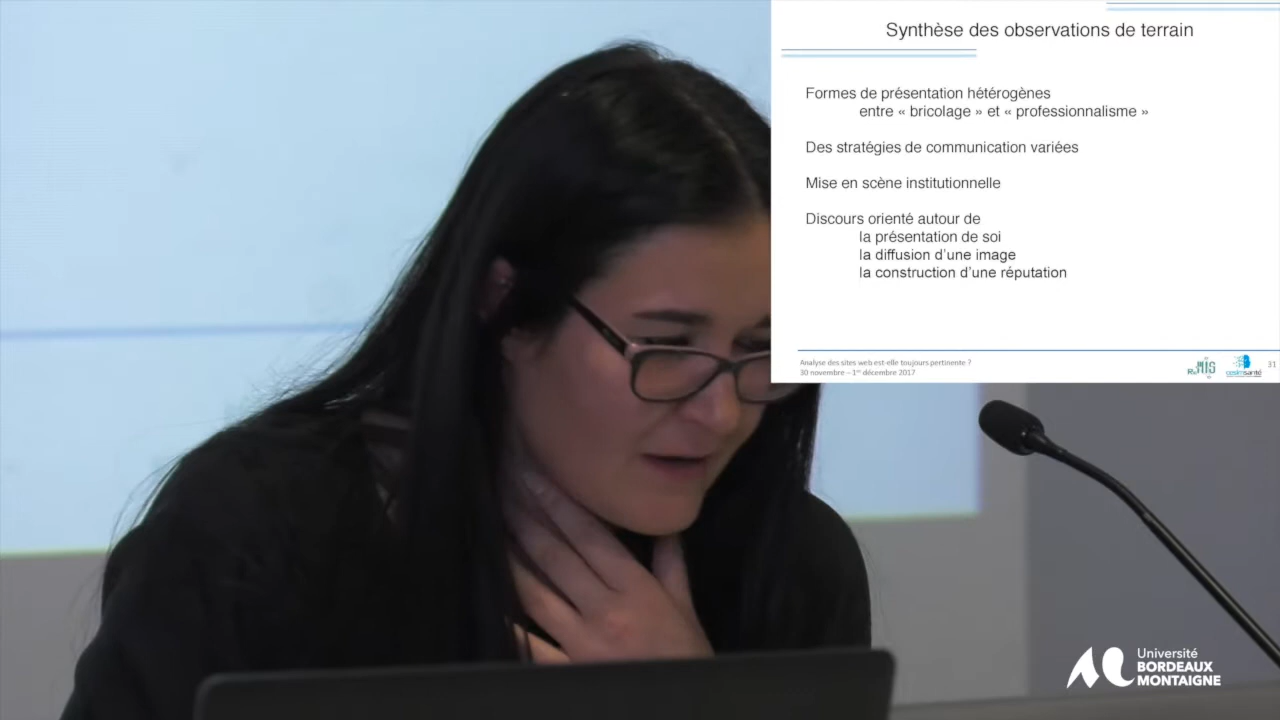 Synthèse des observations de terrain
Formes de présentation hétérogènes
entre « bricolage » et « professionnalisme »
Des stratégies de communication variées
Mise en scène institutionnelle
Discours orienté autour de
la présentation de soi
la diffusion d'une image
la construction d'une réputation
Analyse des sites web est-elle toujours pertinente ?
30 novembre – 1er décembre 2017
cosimsanté
31
Université
BORDEAUX
MONTAIGNE